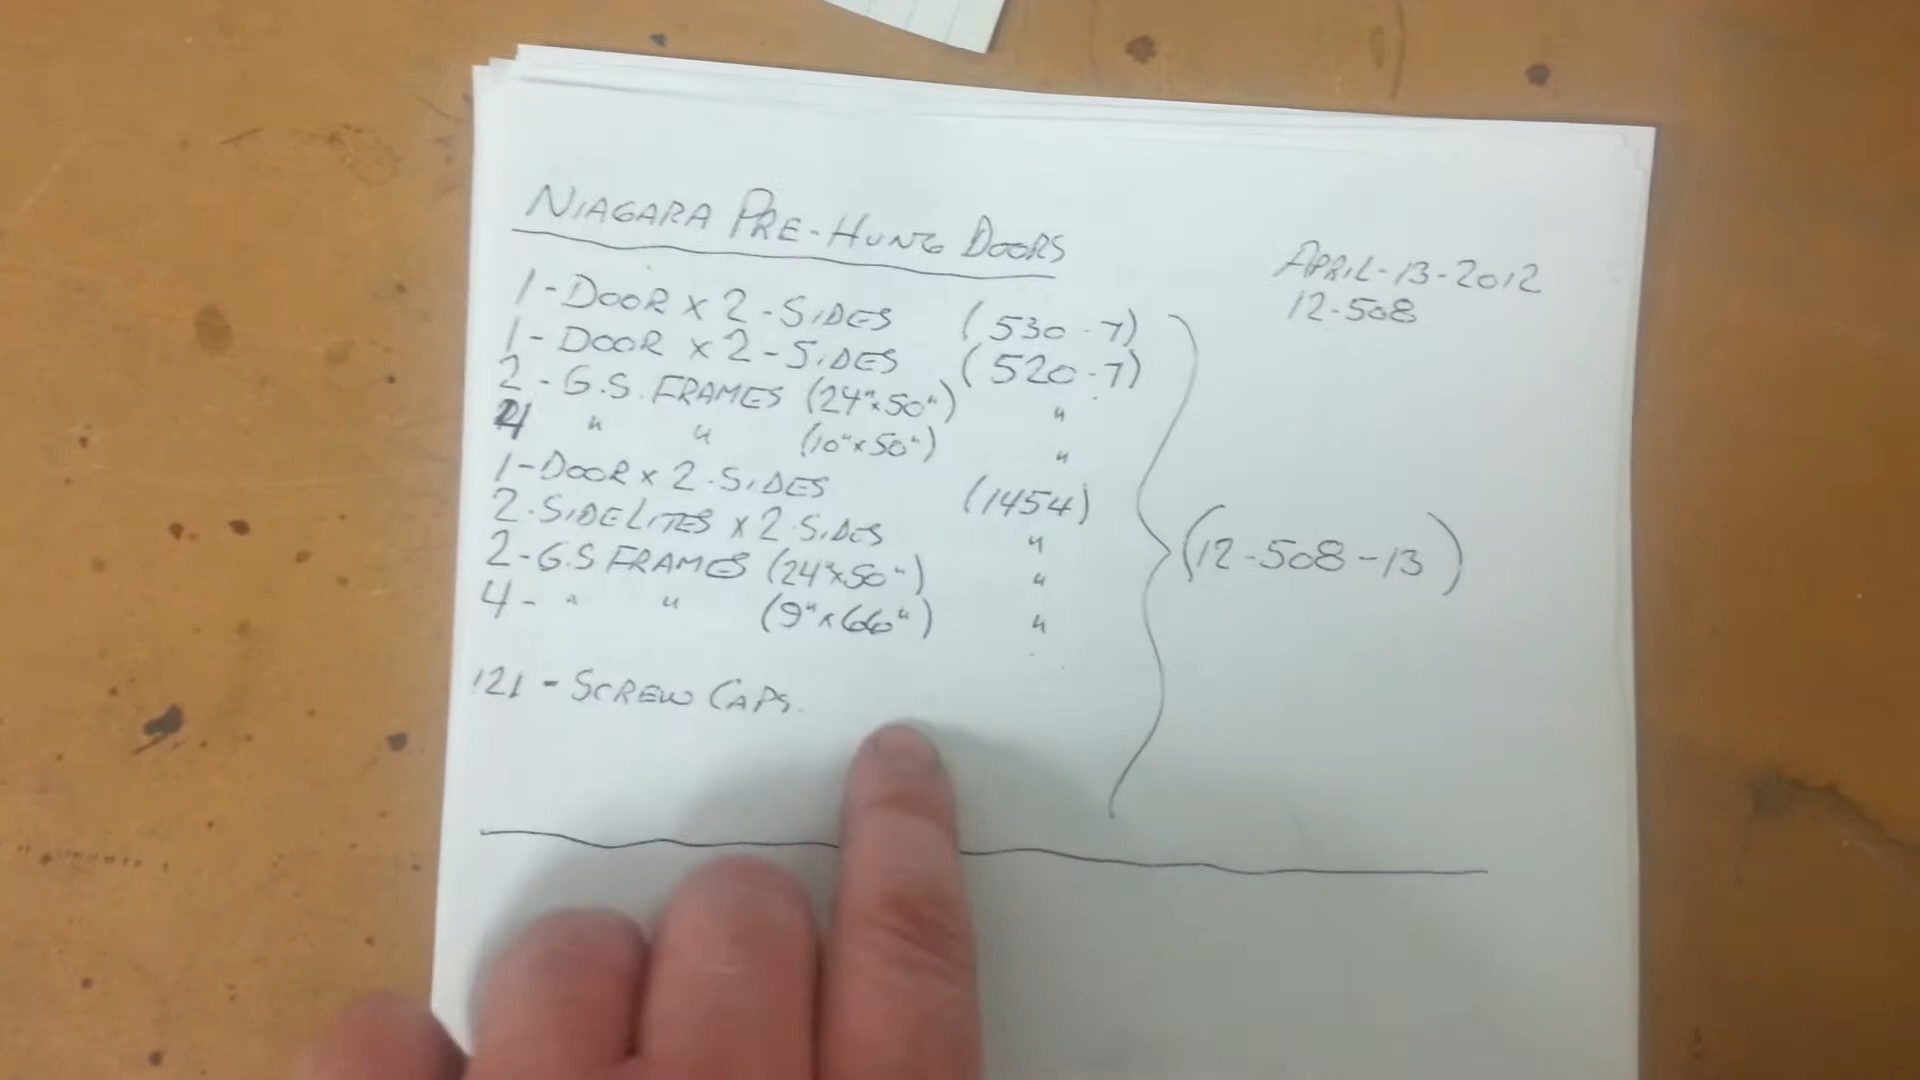 NIAGARA PRE-HUNG DOORS
APRIL-13-2012
12-508
1-DOOR x 2-SIDES (530-7)
1-DOOR x 2-SIDES (520-7)
2-G.S. FRAMES (24"x50") "
4 " " (10"x50") "
1-DOOR x 2-SIDES (1454)
2-SIDELITES x 2-SIDES "
2-G.S FRAMES (24"x50") "
4- " " (9"x66") "
(12-508-13)
121-SCREW CAPS.